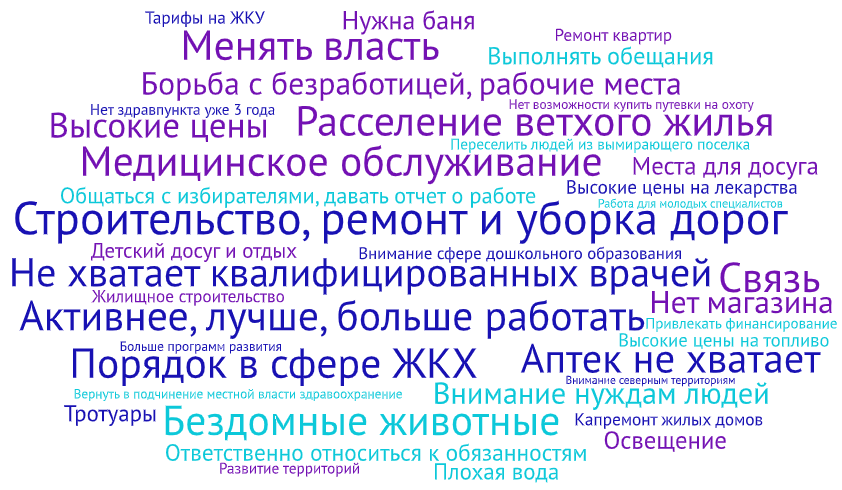 Тарифы на ЖКУ
Нужна баня
Менять власть
Ремонт квартир
Выполнять обещания
Борьба с безработицей, рабочие места
Нет здравпункта уже 3 года
Нет возможности купить путевки на охоту
Высокие цены
Расселение ветхого жилья
Переселить людей из вымирающего поселка
Медицинское обслуживание
Места для досуга
Общаться с избирателями, давать отчет о работе
Высокие цены на лекарства
Работа для молодых специалистов
Строительство, ремонт и уборка дорог
Детский досуг и отдых
Внимание сфере дошкольного образования
Не хватает квалифицированных врачей
Связь
Жилищное строительство
Нет магазина
Активнее, лучше, больше работать
Привлекать финансирование
Высокие цены на топливо
Больше программ развития
Порядок в сфере ЖКХ
Аптек не хватает
Внимание северным территориям
Вернуть в подчинение местной власти здравоохранение
Внимание нуждам людей
Тротуары
Бездомные животные
Капремонт жилых домов
Освещение
Ответственно относиться к обязанностям
Развитие территорий
Плохая вода